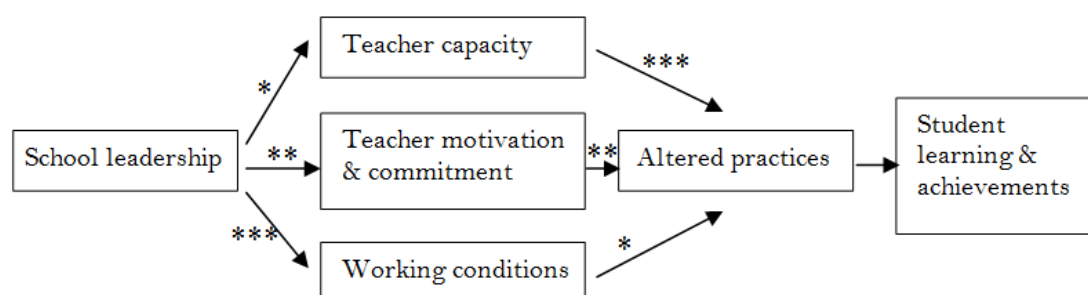 Teacher capacity
*
***
School leadership
**
Teacher motivation
& commitment
**
Altered practices
Student
learning &
achievements
***
Working conditions
*